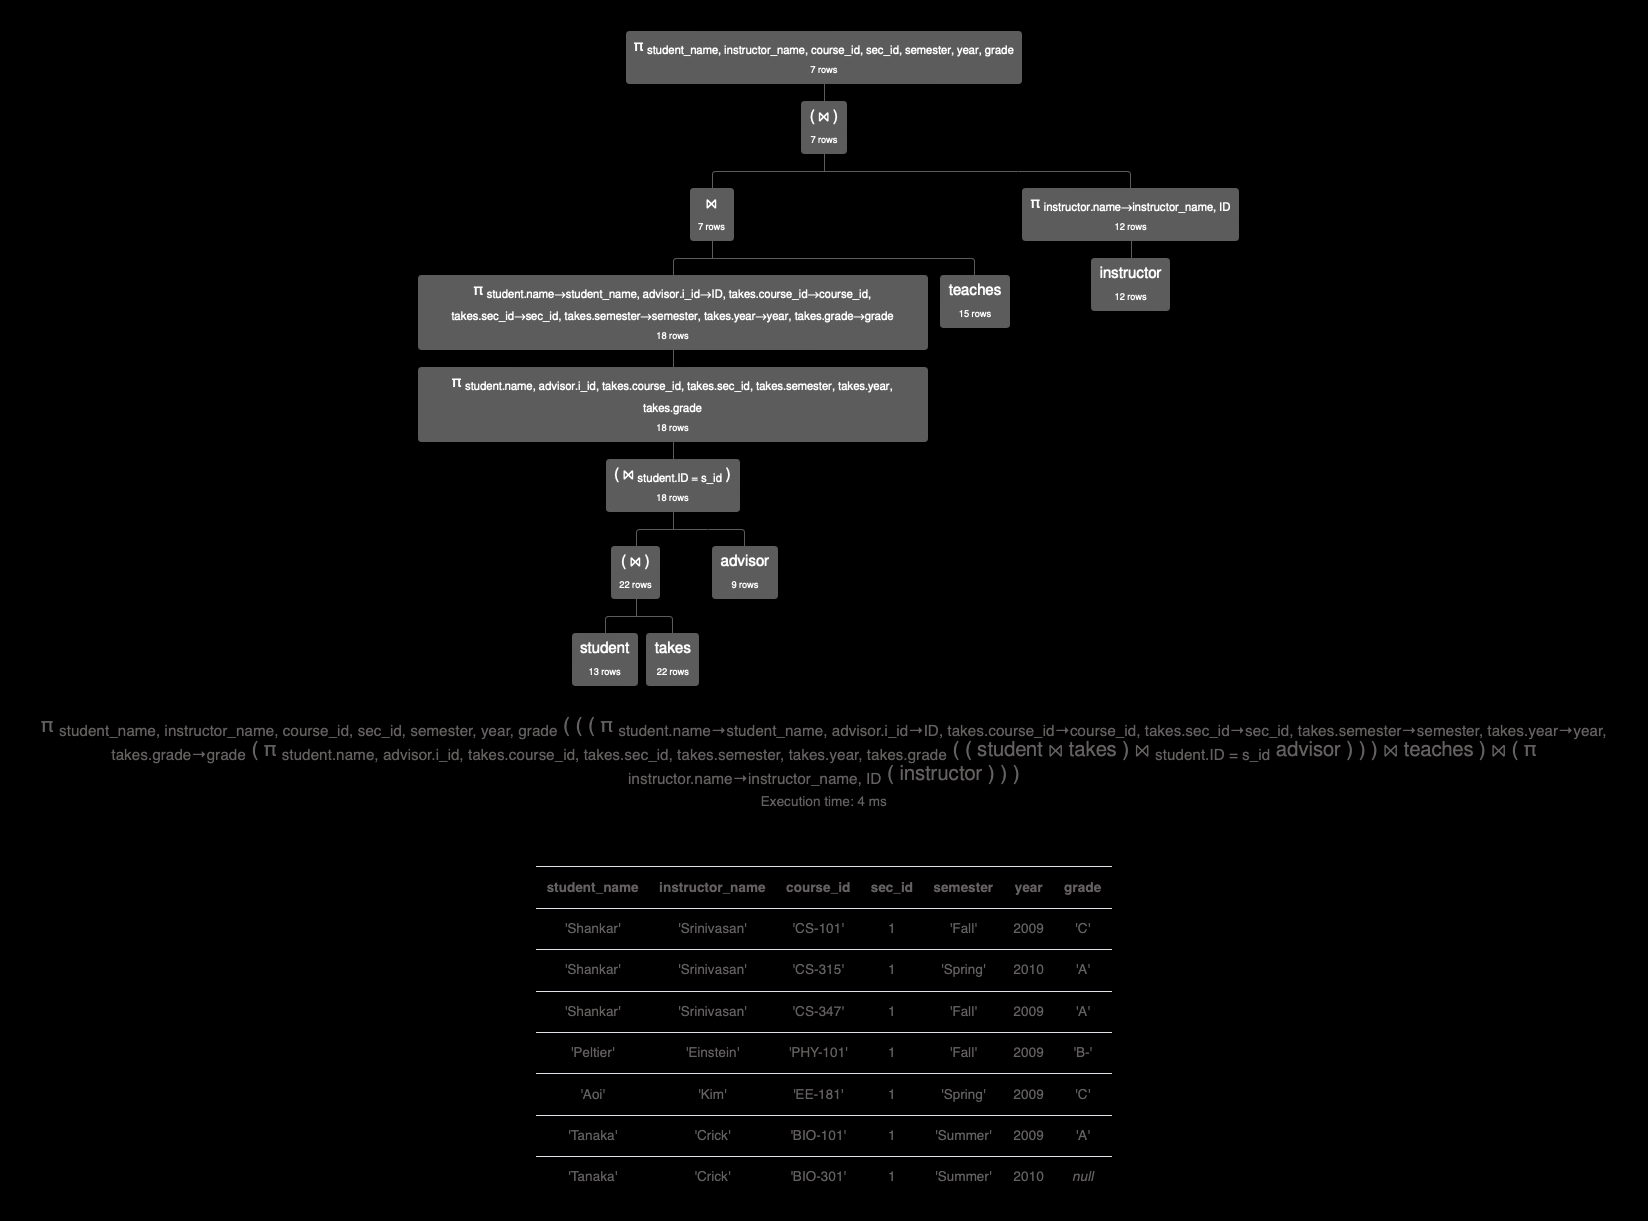 π student_name, instructor_name, course_id, sec_id, semester, year, grade
7 rows
( ⋈ )
7 rows
⋈
7 rows
π instructor.name→instructor_name, ID
12 rows
π student.name→student_name, advisor.i_id→ID, takes.course_id→course_id,
takes.sec_id→sec_id, takes.semester→semester, takes.year→year, takes.grade→grade
18 rows
teaches
15 rows
instructor
12 rows
π student.name, advisor.i_id, takes.course_id, takes.sec_id, takes.semester, takes.year,
takes.grade
18 rows
( ⋈ student.ID = s_id )
18 rows
( ⋈ )
22 rows
advisor
9 rows
student
13 rows
takes
22 rows
π student_name, instructor_name, course_id, sec_id, semester, year, grade ( ( ( π student.name→student_name, advisor.i_id→ID, takes.course_id→course_id, takes.sec_id→sec_id, takes.semester→semester, takes.year→year,
takes.grade→grade ( π student.name, advisor.i_id, takes.course_id, takes.sec_id, takes.semester, takes.year, takes.grade ( ( student ⋈ takes ) ⋈ student.ID = s_id advisor ) ) ) ⋈ teaches ) ⋈ ( π
instructor.name→instructor_name, ID ( instructor ) ) )
Execution time: 4 ms
student_name instructor_name course_id sec_id semester year grade
'Shankar' 'Srinivasan' 'CS-101' 1 'Fall' 2009 'C'
'Shankar' 'Srinivasan' 'CS-315' 1 'Spring' 2010 'A'
'Shankar' 'Srinivasan' 'CS-347' 1 'Fall' 2009 'A'
'Peltier' 'Einstein' 'PHY-101' 1 'Fall' 2009 'B-'
'Aoi' 'Kim' 'EE-181' 1 'Spring' 2009 'C'
'Tanaka' 'Crick' 'BIO-101' 1 'Summer' 2009 'A'
'Tanaka' 'Crick' 'BIO-301' 1 'Summer' 2010 null